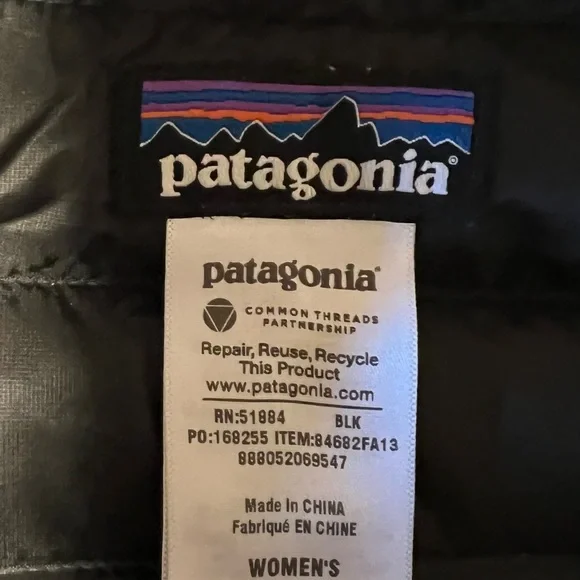 patagonia®
patagonia®
COMMON THREADS
PARTNERSHIP
Repair, Reuse, Recycle
This Product
www.patagonia.com
RN:51884 BLK
PO:168255 ITEM:84682FA13
888052069547
Made in CHINA
Fabriqué EN CHINE
WOMEN'S